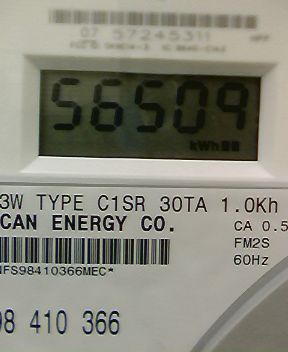 07 57245311
56509
kWh
3W TYPE C1SR 30TA 1.0Kh
CAN ENERGY CO.
CA 0.5
FM2S
60Hz
NFS98410366MEC*
98 410 366